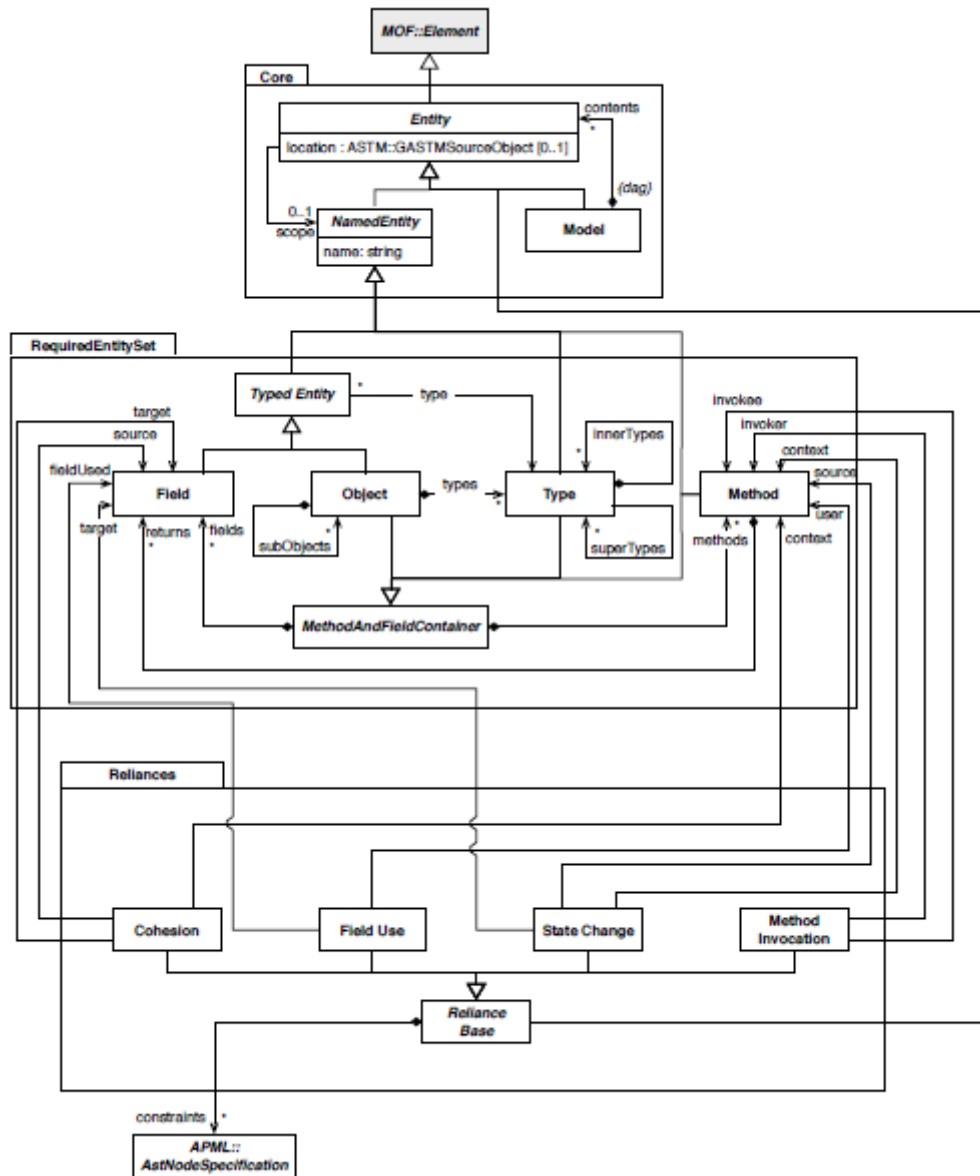 MOF::Element
Core
Entity
contents
*
location : ASTM::GASTMSourceObject [0..1]
{dag}
0..1
scope
NamedEntity
name: string
Model
RequiredEntitySet
Typed Entity
*
type
target
source
fieldUsed
target
innerTypes
*
invokee
invoker
context
source
user
context
Field
Object
types
*
Type
Method
returns
*
fields
*
subObjects
*
*
superTypes
methods
*
MethodAndFieldContainer
Reliances
Cohesion
Field Use
State Change
Method
Invocation
Reliance
Base
constraints
*
APML::
AstNodeSpecification